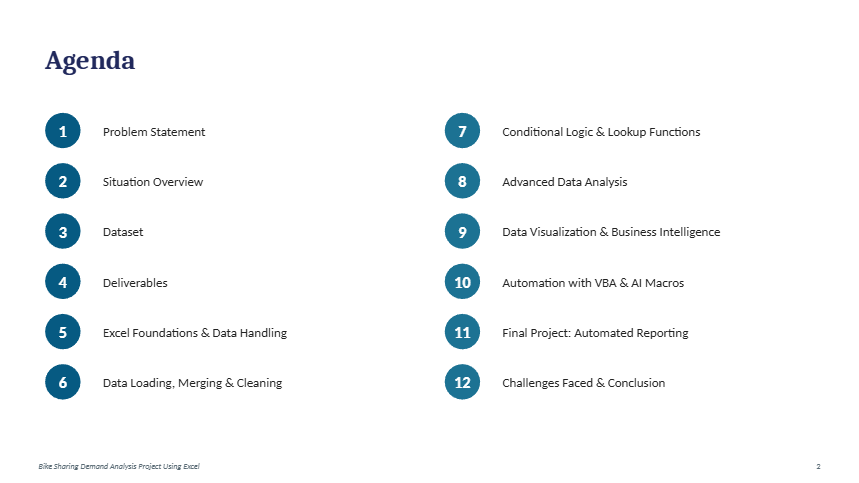 Agenda
1 Problem Statement
2 Situation Overview
3 Dataset
4 Deliverables
5 Excel Foundations & Data Handling
6 Data Loading, Merging & Cleaning
7 Conditional Logic & Lookup Functions
8 Advanced Data Analysis
9 Data Visualization & Business Intelligence
10 Automation with VBA & AI Macros
11 Final Project: Automated Reporting
12 Challenges Faced & Conclusion
Bike Sharing Demand Analysis Project Using Excel
2